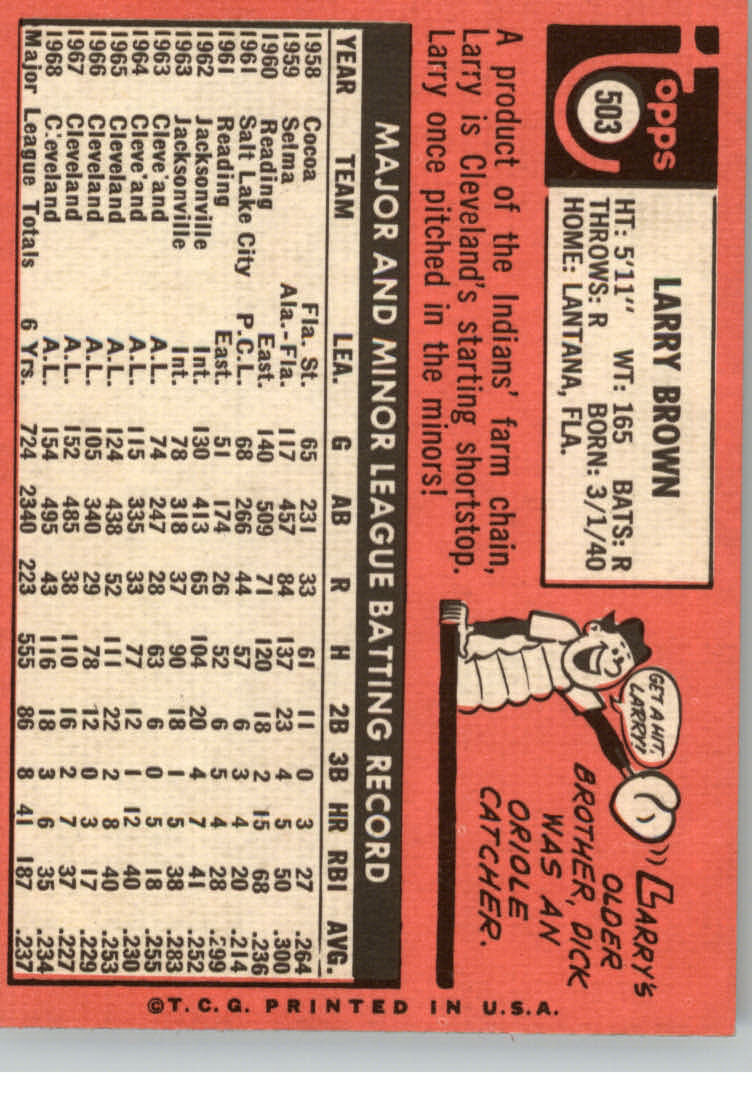 Topps
503
LARRY BROWN
HT: 5'11" WT: 165 BATS: R
THROWS: R BORN: 3/1/40
HOME: LANTANA, FLA.
A product of the Indians' farm chain,
Larry is Cleveland's starting shortstop.
Larry once pitched in the minors!
GET A HIT,
LARRY!
LARRY'S
OLDER
BROTHER, DICK
WAS AN
ORIOLE
CATCHER.
MAJOR AND MINOR LEAGUE BATTING RECORD
YEAR TEAM LEA. G AB R H 2B 3B HR RBI AVG.
1958 Cocoa Fla. St. 65 231 33 61 11 0 3 27 .264
1959 Selma Ala.-Fla. 117 457 84 137 23 4 5 50 .300
1960 Reading East. 140 509 71 120 18 2 15 68 .236
1961 Salt Lake City P.C.L. 68 266 44 57 6 3 4 20 .214
1961 Reading East. 51 174 26 52 6 5 4 28 .299
1962 Jacksonville Int. 130 413 65 104 20 4 7 41 .252
1963 Jacksonville Int. 78 318 37 90 18 1 5 38 .283
1963 Cleve'and A.L. 74 247 28 63 6 0 5 18 .255
1964 Cleve'and A.L. 115 335 33 77 12 1 12 40 .230
1965 Cleveland A.L. 124 438 52 111 22 2 8 40 .253
1966 Cleveland A.L. 105 340 29 78 12 0 3 17 .229
1967 Cleveland A.L. 152 485 38 110 16 2 7 37 .227
1968 C'eveland A.L. 154 495 43 116 18 3 6 35 .234
Major League Totals 6 Yrs. 724 2340 223 555 86 8 41 187 .237
©T.C.G. PRINTED IN U.S.A.